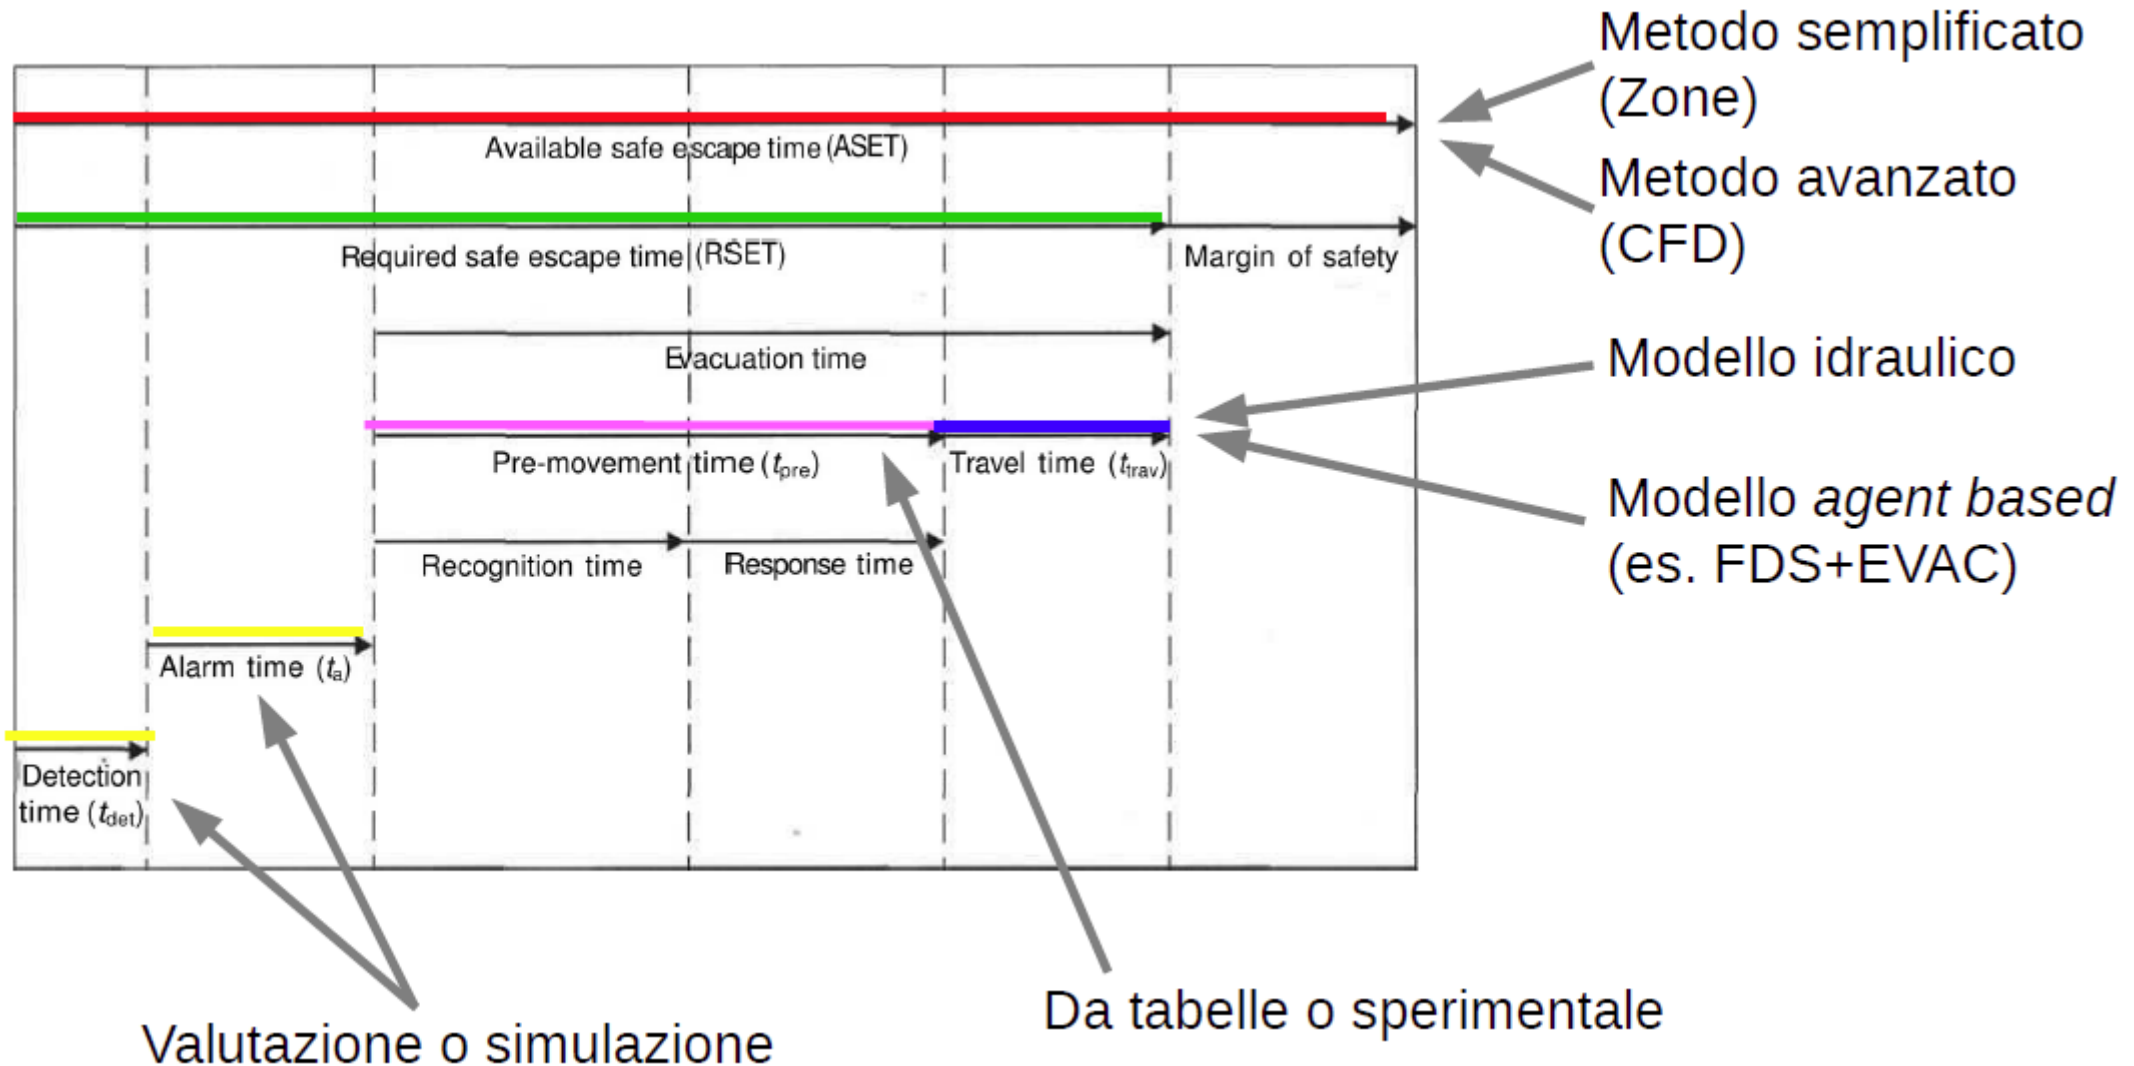 Metodo semplificato
(Zone)
Available safe escape time (ASET)
Metodo avanzato
(CFD)
Required safe escape time (RSET)
Margin of safety
Evacuation time
Modello idraulico
Pre-movement time (tpre)
Travel time (ttrav)
Modello agent based
(es. FDS+EVAC)
Recognition time
Response time
Alarm time (ta)
Detection
time (tdet)
Da tabelle o sperimentale
Valutazione o simulazione